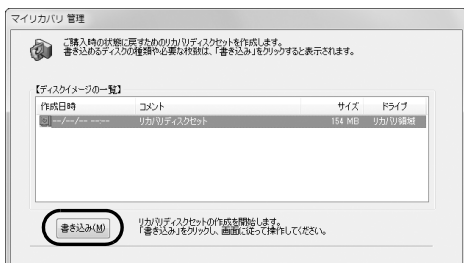 マイリカバリ 管理
ご購入時の状態に戻すためのリカバリディスクセットを作成します。
書き込めるディスクの種類や必要な枚数は、「書き込み」をクリックすると表示されます。
【ディスクイメージの一覧】
作成日時 コメント サイズ ドライブ
--/--/-- --:-- リカバリディスクセット 154 MB リカバリ領域
書き込み(M)
リカバリディスクセットの作成を開始します。
「書き込み」をクリックし、画面に従って操作してください。